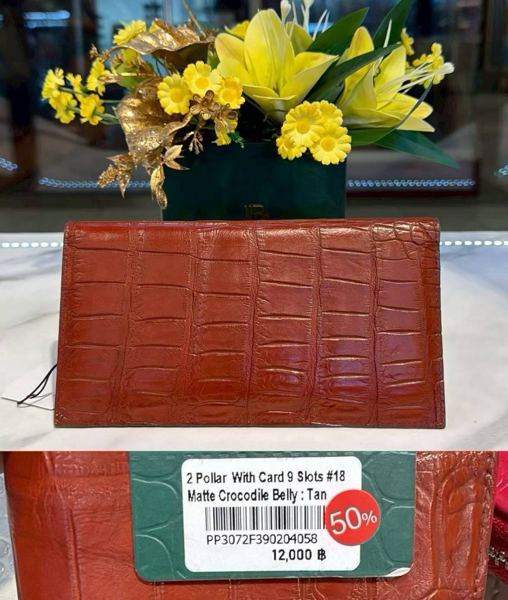 2 Pollar With Card 9 Slots #18
Matte Crocodile Belly : Tan
50%
PP3072F390204058
12,000 ฿